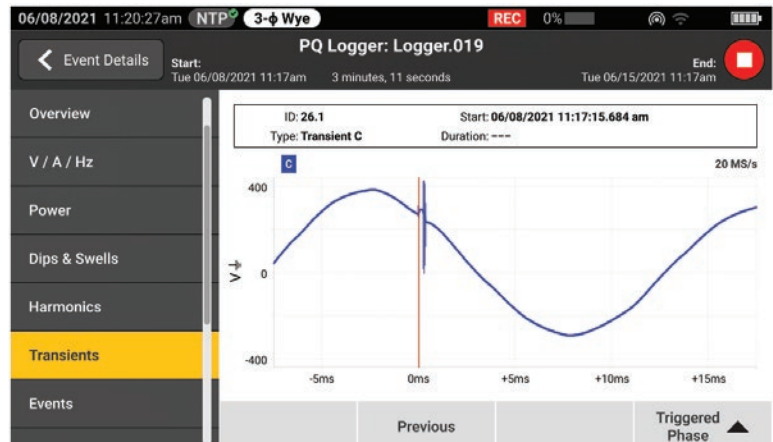 06/08/2021 11:20:27am NTP 3-ϕ Wye REC 0%
Event Details
PQ Logger: Logger.019
Start:
Tue 06/08/2021 11:17am 3 minutes, 11 seconds
End:
Tue 06/15/2021 11:17am
Overview
V / A / Hz
Power
Dips & Swells
Harmonics
Transients
Events
ID: 26.1 Start: 06/08/2021 11:17:15.684 am
Type: Transient C Duration: ---
C
20 MS/s
400
0
-400
V
-5ms 0ms +5ms +10ms +15ms
Previous
Triggered
Phase